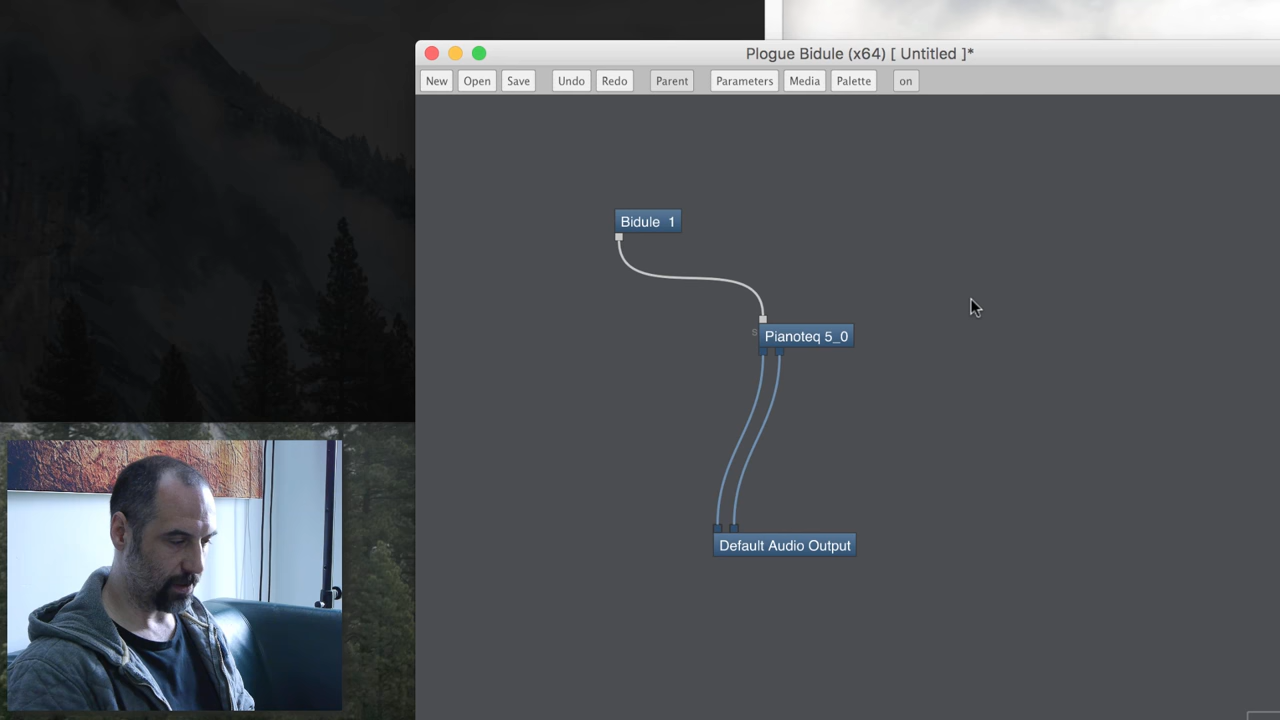 Plogue Bidule (x64) [ Untitled ]*
New Open Save Undo Redo Parent Parameters Media Palette on
Bidule 1
s
Pianoteq 5_0
Default Audio Output